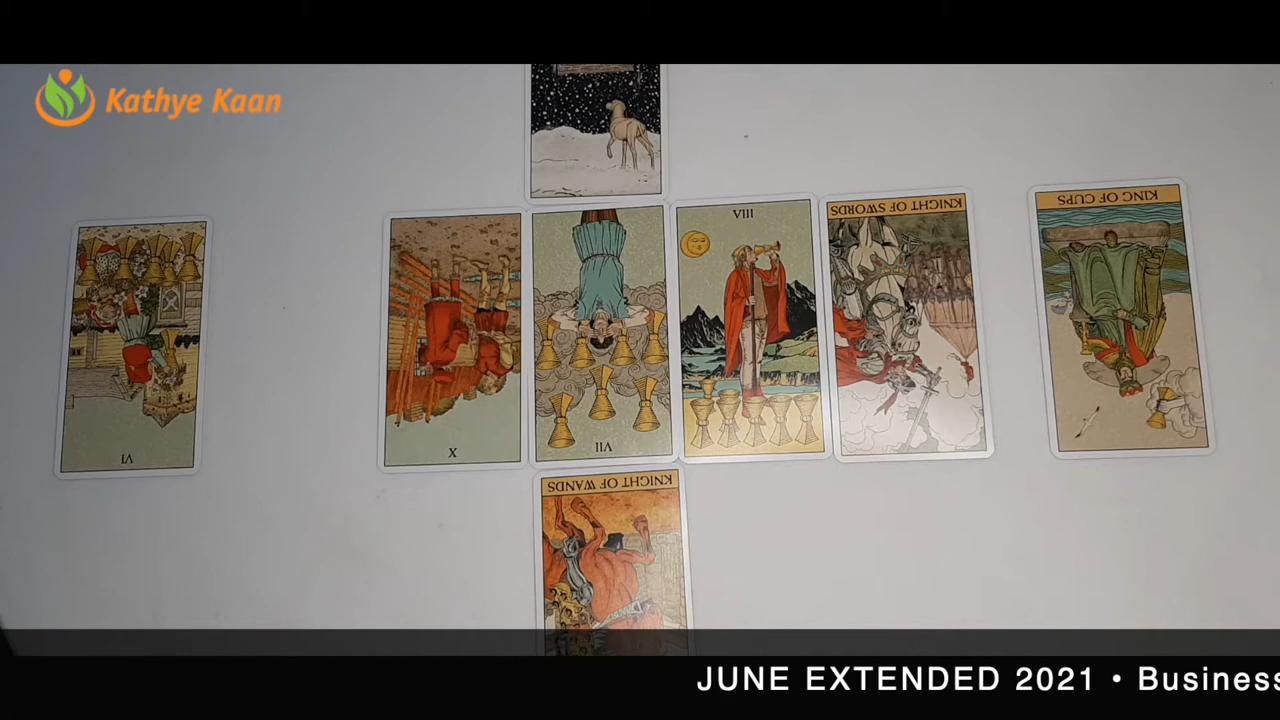 Kathye Kaan
KING OF CUPS
KNIGHT OF SWORDS
VIII
VII
X
VI
KNIGHT OF WANDS
JUNE EXTENDED 2021 • Business